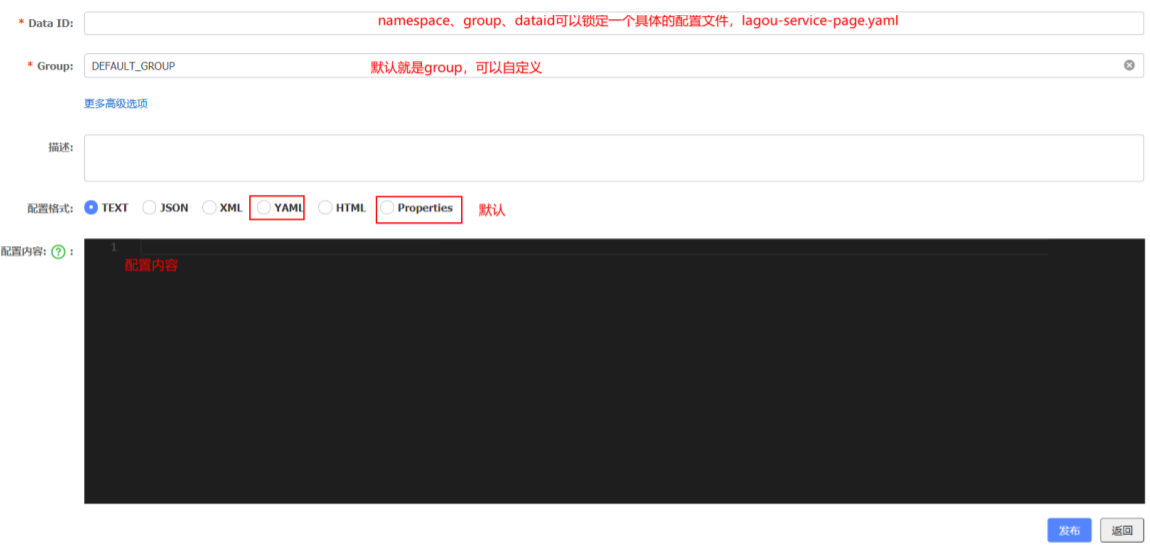 * Data ID: namespace、group、dataid可以锁定一个具体的配置文件，lagou-service-page.yaml
* Group: DEFAULT_GROUP 默认就是group，可以自定义
更多高级选项
描述:
配置格式: TEXT JSON XML YAML HTML Properties 默认
配置内容: ? : 1
配置内容
发布 返回